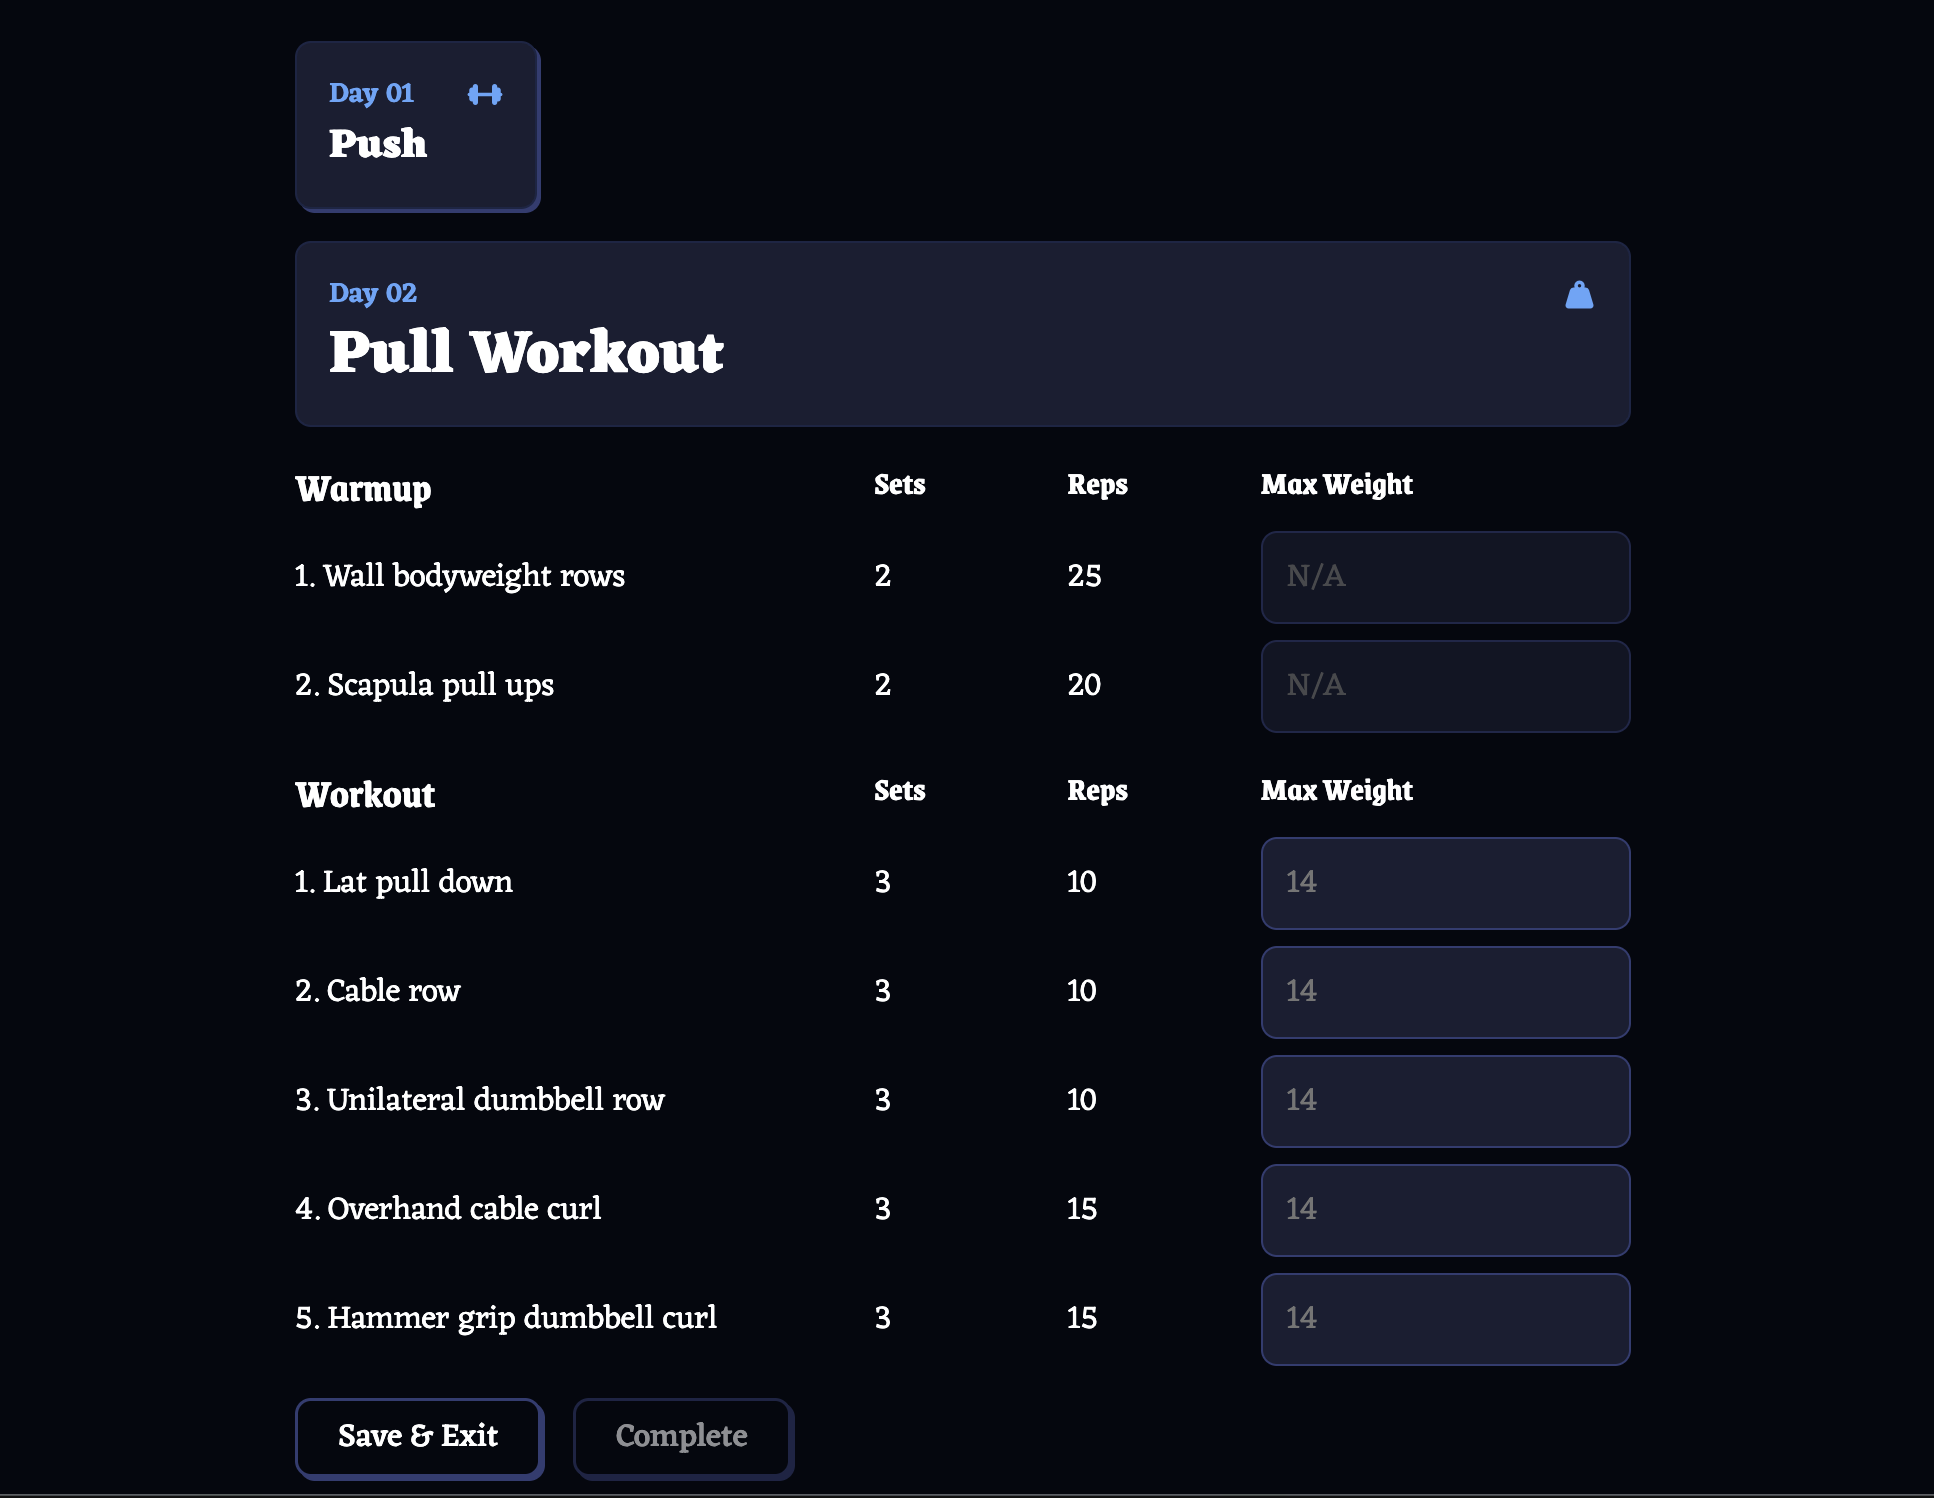 Day 01
Push
Day 02
Pull Workout
Warmup Sets Reps Max Weight
1. Wall bodyweight rows 2 25 N/A
2. Scapula pull ups 2 20 N/A
Workout Sets Reps Max Weight
1. Lat pull down 3 10 14
2. Cable row 3 10 14
3. Unilateral dumbbell row 3 10 14
4. Overhand cable curl 3 15 14
5. Hammer grip dumbbell curl 3 15 14
Save & Exit Complete